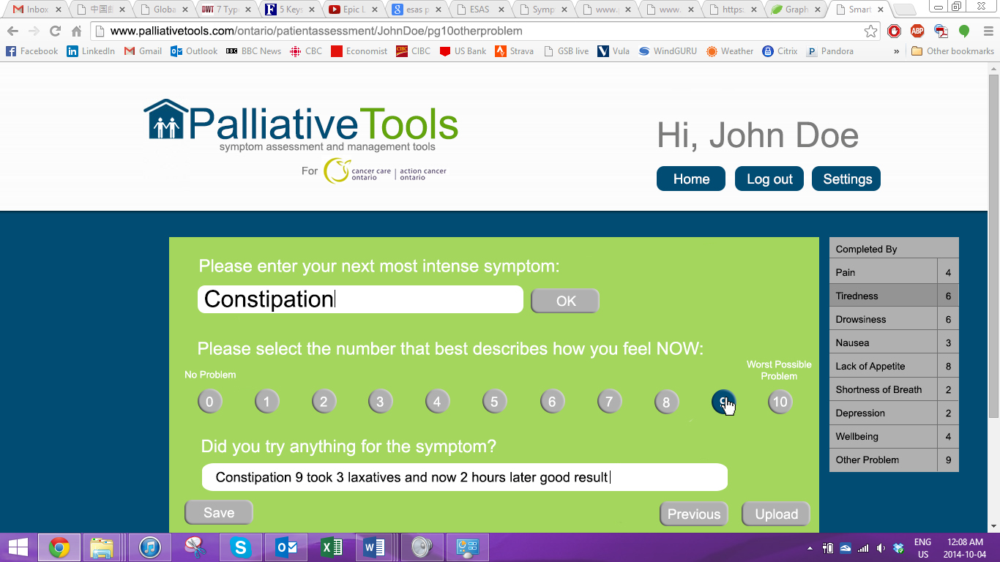 Inbox
中国曲
Globa
DWT 7 Type
F 5 Keys
Epic L
esas p
ESAS
Symp
www.
www.
https:
Graph
Smart
www.palliativetools.com/ontario/patientassessment/JohnDoe/pg10otherproblem
ABP
Facebook
LinkedIn
Gmail
Outlook
BBC News
CBC
Economist
CIBC
US Bank
Strava
GSB live
Vula
WindGURU
Weather
Citrix
Pandora
»
Other bookmarks
PalliativeTools
symptom assessment and management tools
For
cancer care | action cancer
ontario | ontario
Hi, John Doe
Home
Log out
Settings
Please enter your next most intense symptom:
Constipation
OK
Please select the number that best describes how you feel NOW:
No Problem
Worst Possible
Problem
0 1 2 3 4 5 6 7 8 9 10
Did you try anything for the symptom?
Constipation 9 took 3 laxatives and now 2 hours later good result
Save
Previous
Upload
Completed By
Pain 4
Tiredness 6
Drowsiness 6
Nausea 3
Lack of Appetite 8
Shortness of Breath 2
Depression 2
Wellbeing 4
Other Problem 9
ENG
US
12:08 AM
2014-10-04